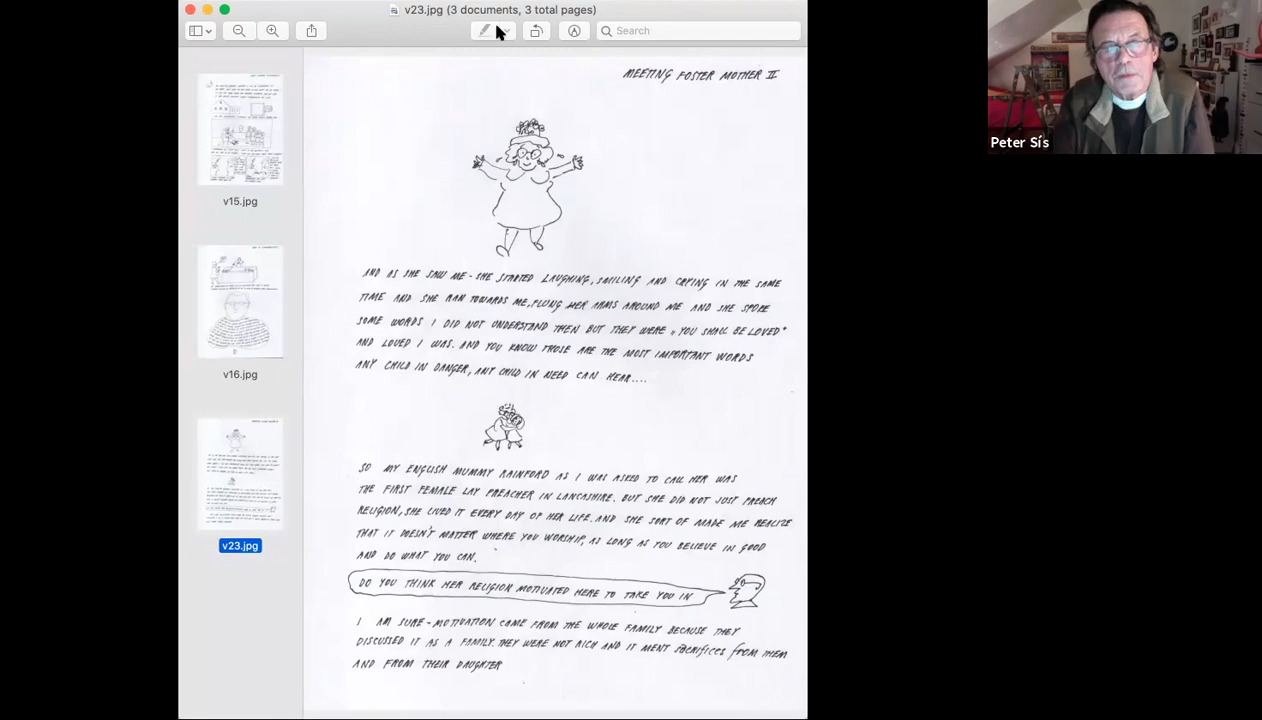 v23.jpg (3 documents, 3 total pages)
Search
v15.jpg
v16.jpg
v23.jpg
MEETING FOSTER MOTHER II
AND AS SHE SAW ME - SHE STARTED LAUGHING, SMILING AND CRYING IN THE SAME
TIME AND SHE RAN TOWARDS ME, FLUNG HER ARMS AROUND ME AND SHE SPOKE
SOME WORDS I DID NOT UNDERSTAND THEN BUT THEY WERE „YOU SHALL BE LOVED"
AND LOVED I WAS. AND YOU KNOW THOSE ARE THE MOST IMPORTANT WORDS
ANY CHILD IN DANGER, ANY CHILD IN NEED CAN HEAR....
SO MY ENGLISH MUMMY RAINFORD AS I WAS ASKED TO CALL HER WAS
THE FIRST FEMALE LAY PREACHER IN LANCASHIRE. BUT SHE DID NOT JUST PREACH
RELIGION, SHE LIVED IT EVERY DAY OF HER LIFE. AND SHE SORT OF MADE ME REALIZE
THAT IT DOESN'T MATTER WHERE YOU WORSHIP, AS LONG AS YOU BELIEVE IN GOOD
AND DO WHAT YOU CAN.
DO YOU THINK HER RELIGION MOTIVATED HERE TO TAKE YOU IN
I AM SURE - MOTIVATION CAME FROM THE WHOLE FAMILY BECAUSE THEY
DISCUSSED IT AS A FAMILY. THEY WERE NOT RICH AND IT MENT SACRIFICES FROM THEM
AND FROM THEIR DAUGHTER
Peter Sís